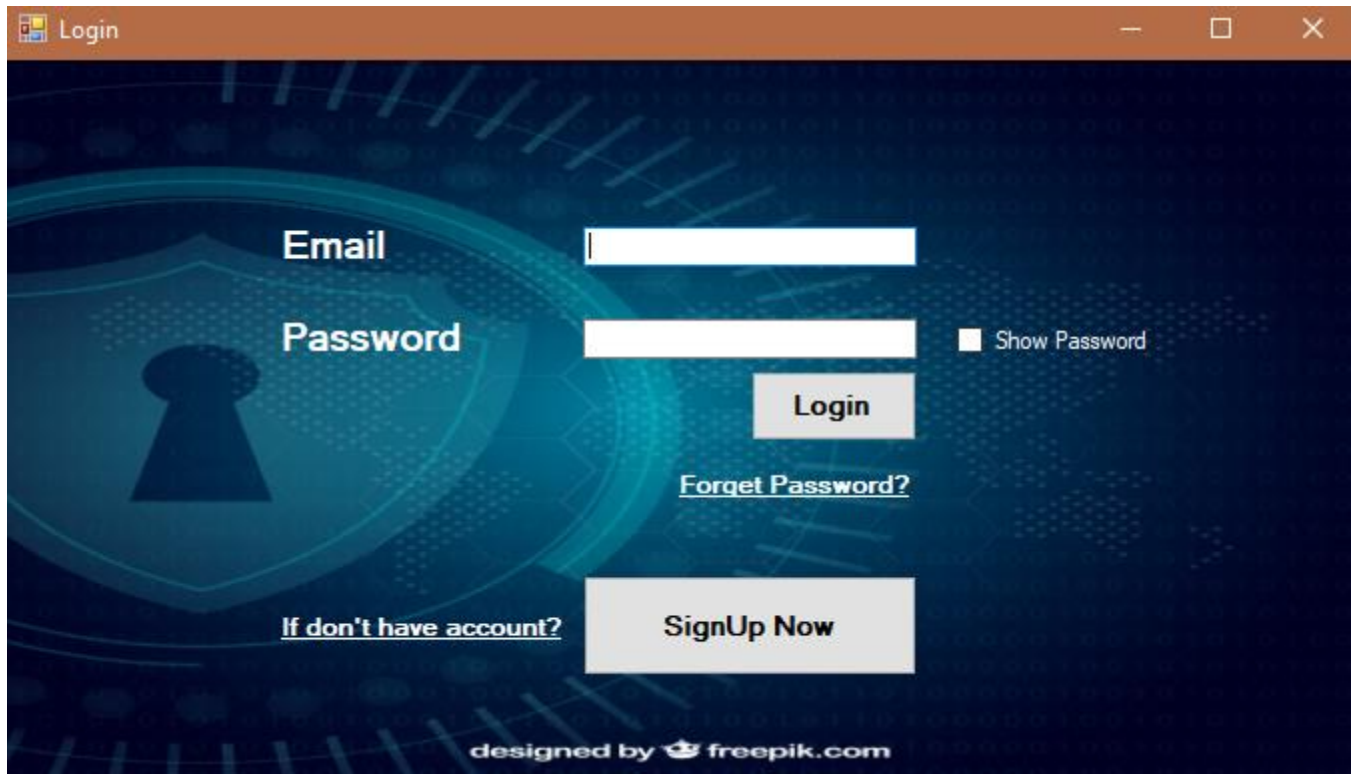 Login
Email
Password
Show Password
Login
Forget Password?
If don't have account?
SignUp Now
designed by freepik.com